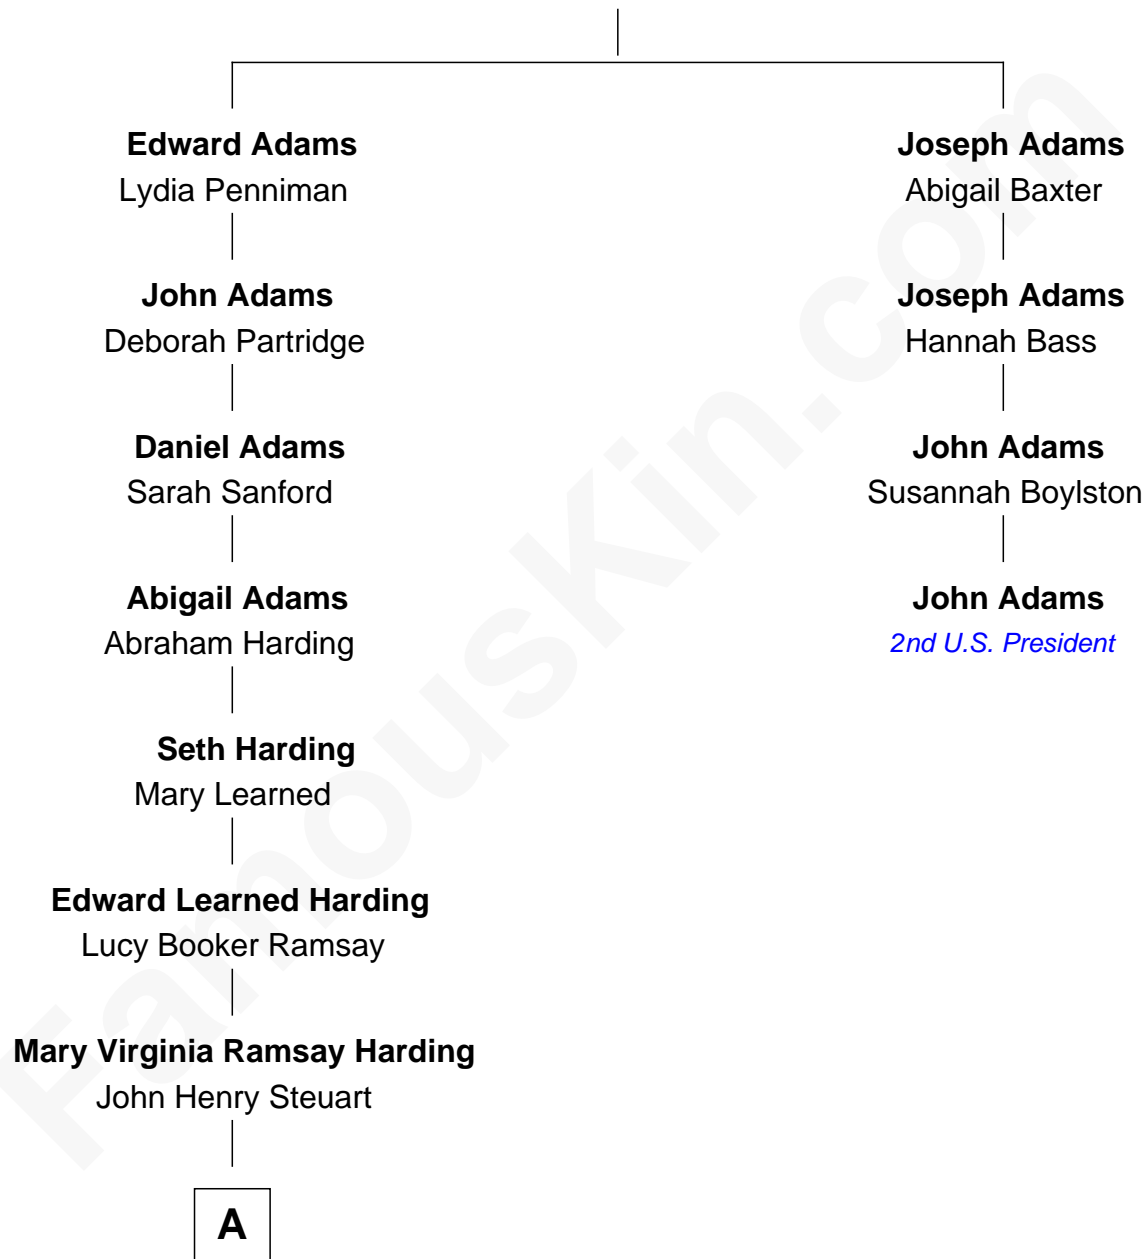 Edward Adams
Lydia Penniman
John Adams
Deborah Partridge
Daniel Adams
Sarah Sanford
Abigail Adams
Abraham Harding
Seth Harding
Mary Learned
Edward Learned Harding
Lucy Booker Ramsay
Mary Virginia Ramsay Harding
John Henry Steuart
A
Joseph Adams
Abigail Baxter
Joseph Adams
Hannah Bass
John Adams
Susannah Boylston
John Adams
2nd U.S. President
FamousKin.com